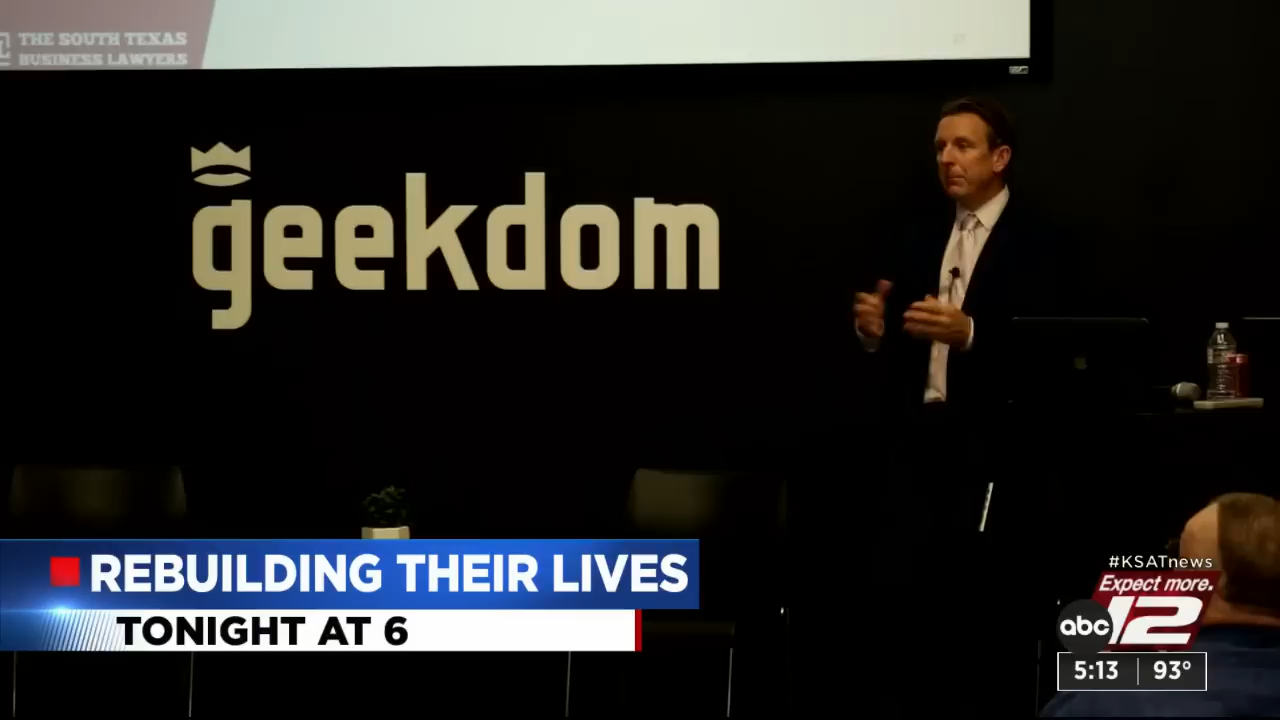 THE SOUTH TEXAS
BUSINESS LAWYERS
geekdom
REBUILDING THEIR LIVES
TONIGHT AT 6
#KSATnews
Expect more.
abc 12
5:13 93°